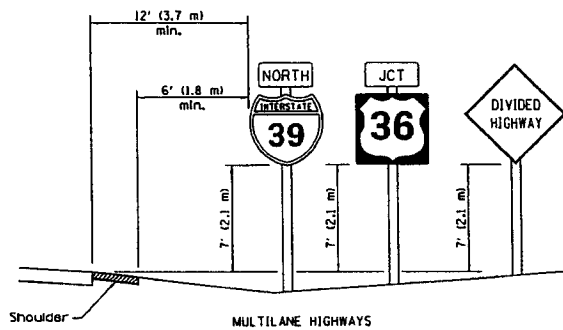 12' (3.7 m)
min.
6' (1.8 m)
min.
NORTH
INTERSTATE
39
JCT
36
DIVIDED
HIGHWAY
7' (2.1 m)
7' (2.1 m)
7' (2.1 m)
Shoulder
MULTILANE HIGHWAYS